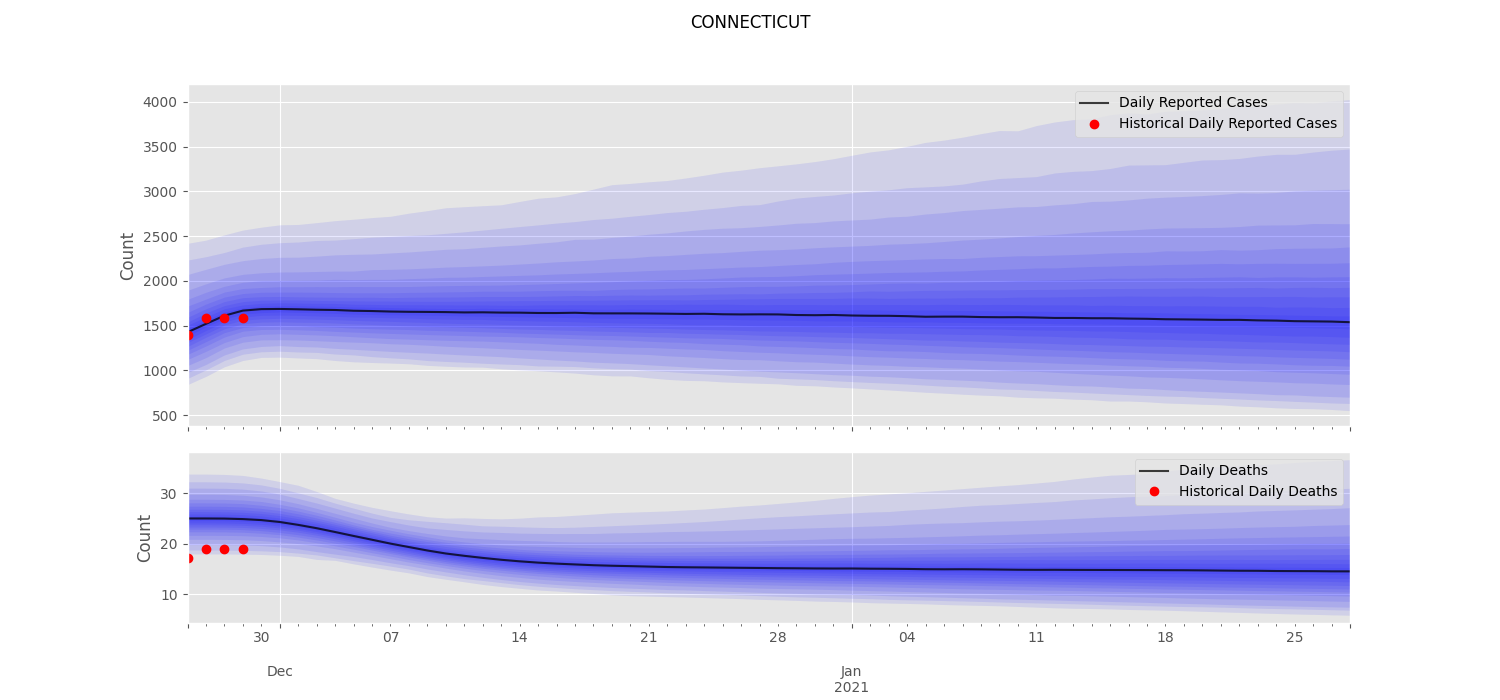 CONNECTICUT
4000
3500
3000
2500
2000
1500
1000
500
Count
Daily Reported Cases
Historical Daily Reported Cases
30
20
10
Count
Daily Deaths
Historical Daily Deaths
30 07 14 21 28 04 11 18 25
Dec Jan
2021